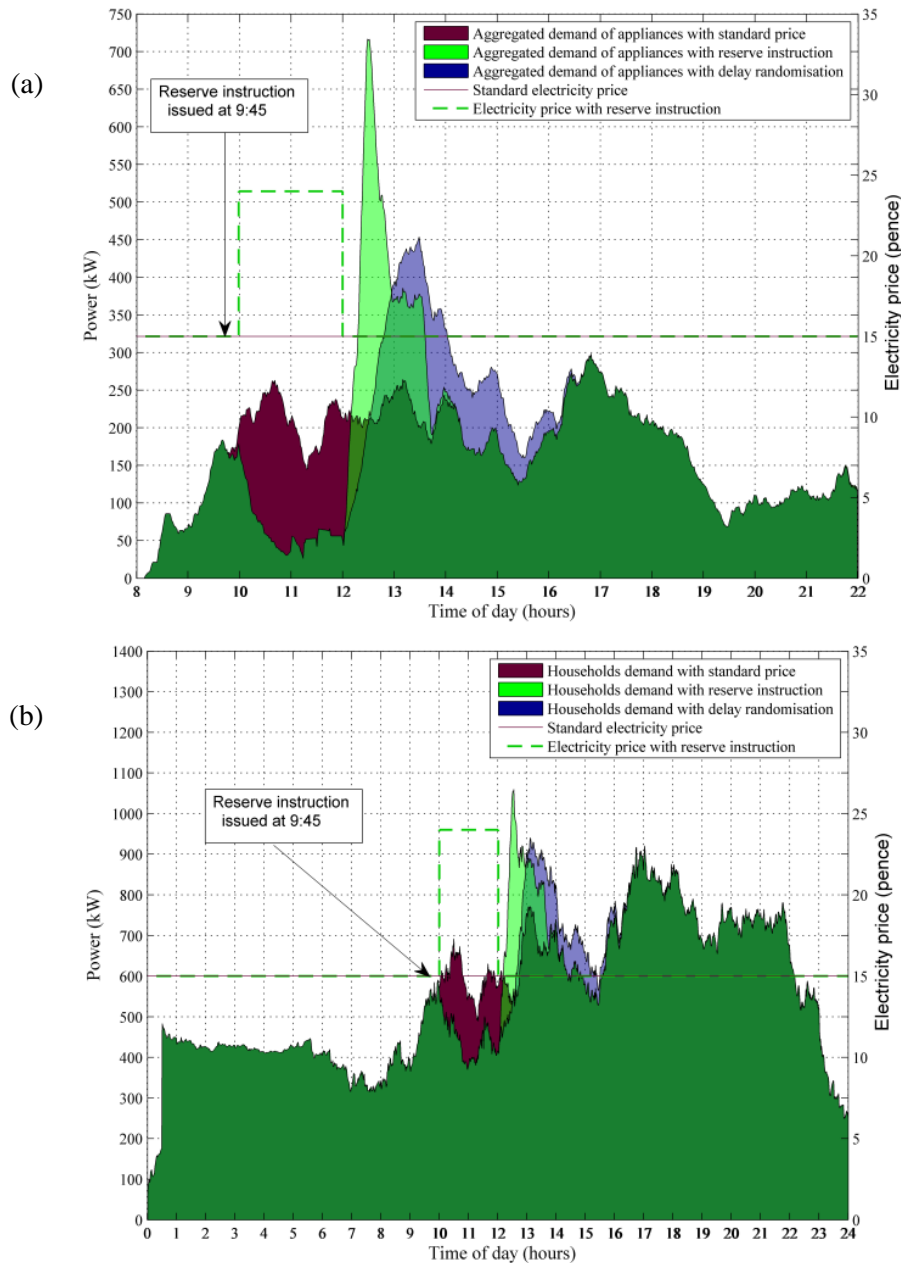 (a)
750
700
650
600
550
500
450
400
350
300
250
200
150
100
50
0
Power (kW)
35
30
25
20
15
10
5
0
Electricity price (pence)
Aggregated demand of appliances with standard price
Aggregated demand of appliances with reserve instruction
Aggregated demand of appliances with delay randomisation
Standard electricity price
Electricity price with reserve instruction
Reserve instruction
issued at 9:45
8 9 10 11 12 13 14 15 16 17 18 19 20 21 22
Time of day (hours)
(b)
1400
1300
1200
1100
1000
900
800
700
600
500
400
300
200
100
0
Power (kW)
35
30
25
20
15
10
5
0
Electricity price (pence)
Households demand with standard price
Households demand with reserve instruction
Households demand with delay randomisation
Standard electricity price
Electricity price with reserve instruction
Reserve instruction
issued at 9:45
0 1 2 3 4 5 6 7 8 9 10 11 12 13 14 15 16 17 18 19 20 21 22 23 24
Time of day (hours)